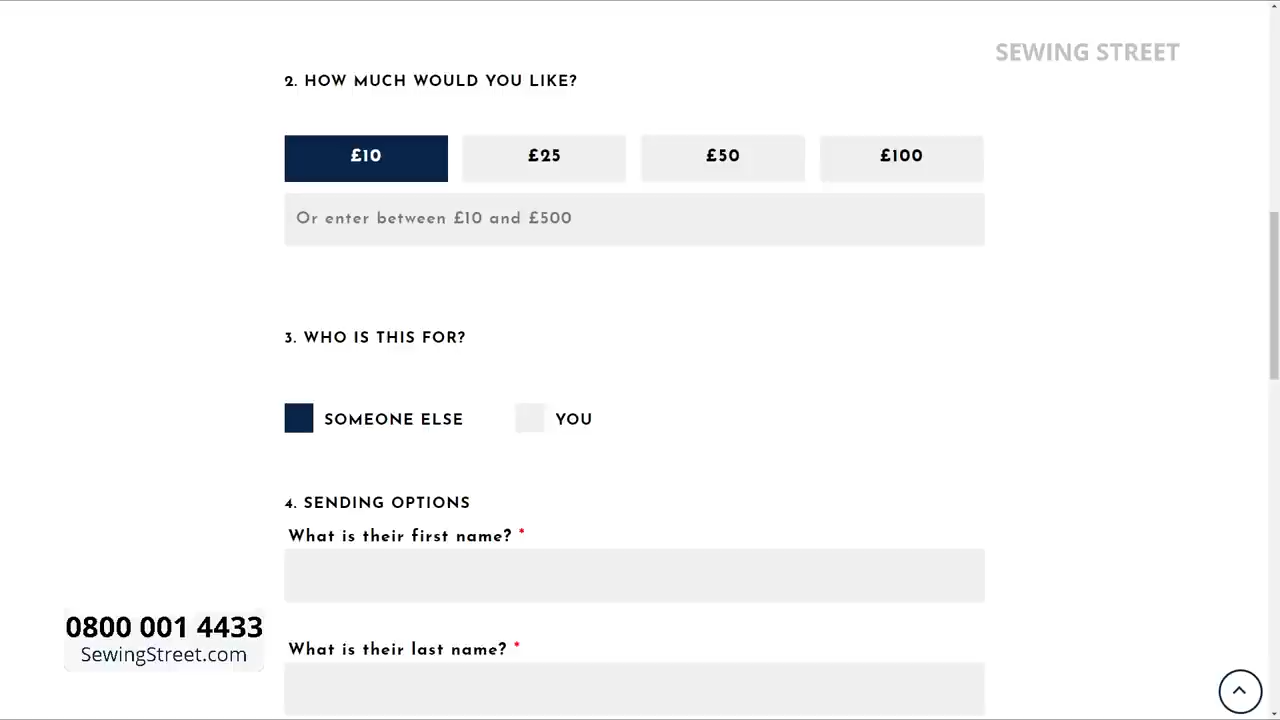 SEWING STREET
2. HOW MUCH WOULD YOU LIKE?
£10 £25 £50 £100
Or enter between £10 and £500
3. WHO IS THIS FOR?
SOMEONE ELSE YOU
4. SENDING OPTIONS
What is their first name? *
0800 001 4433
SewingStreet.com
What is their last name? *